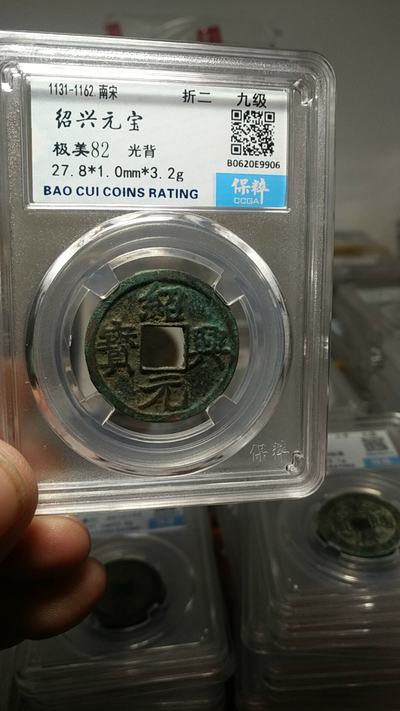 1131-1162 南宋 折二 九级
绍兴元宝
极美82 光背
B0620E9906
27.8*1.0mm*3.2g
保粹
BAO CUI COINS RATING
CCGA
紹興元寶
保粹